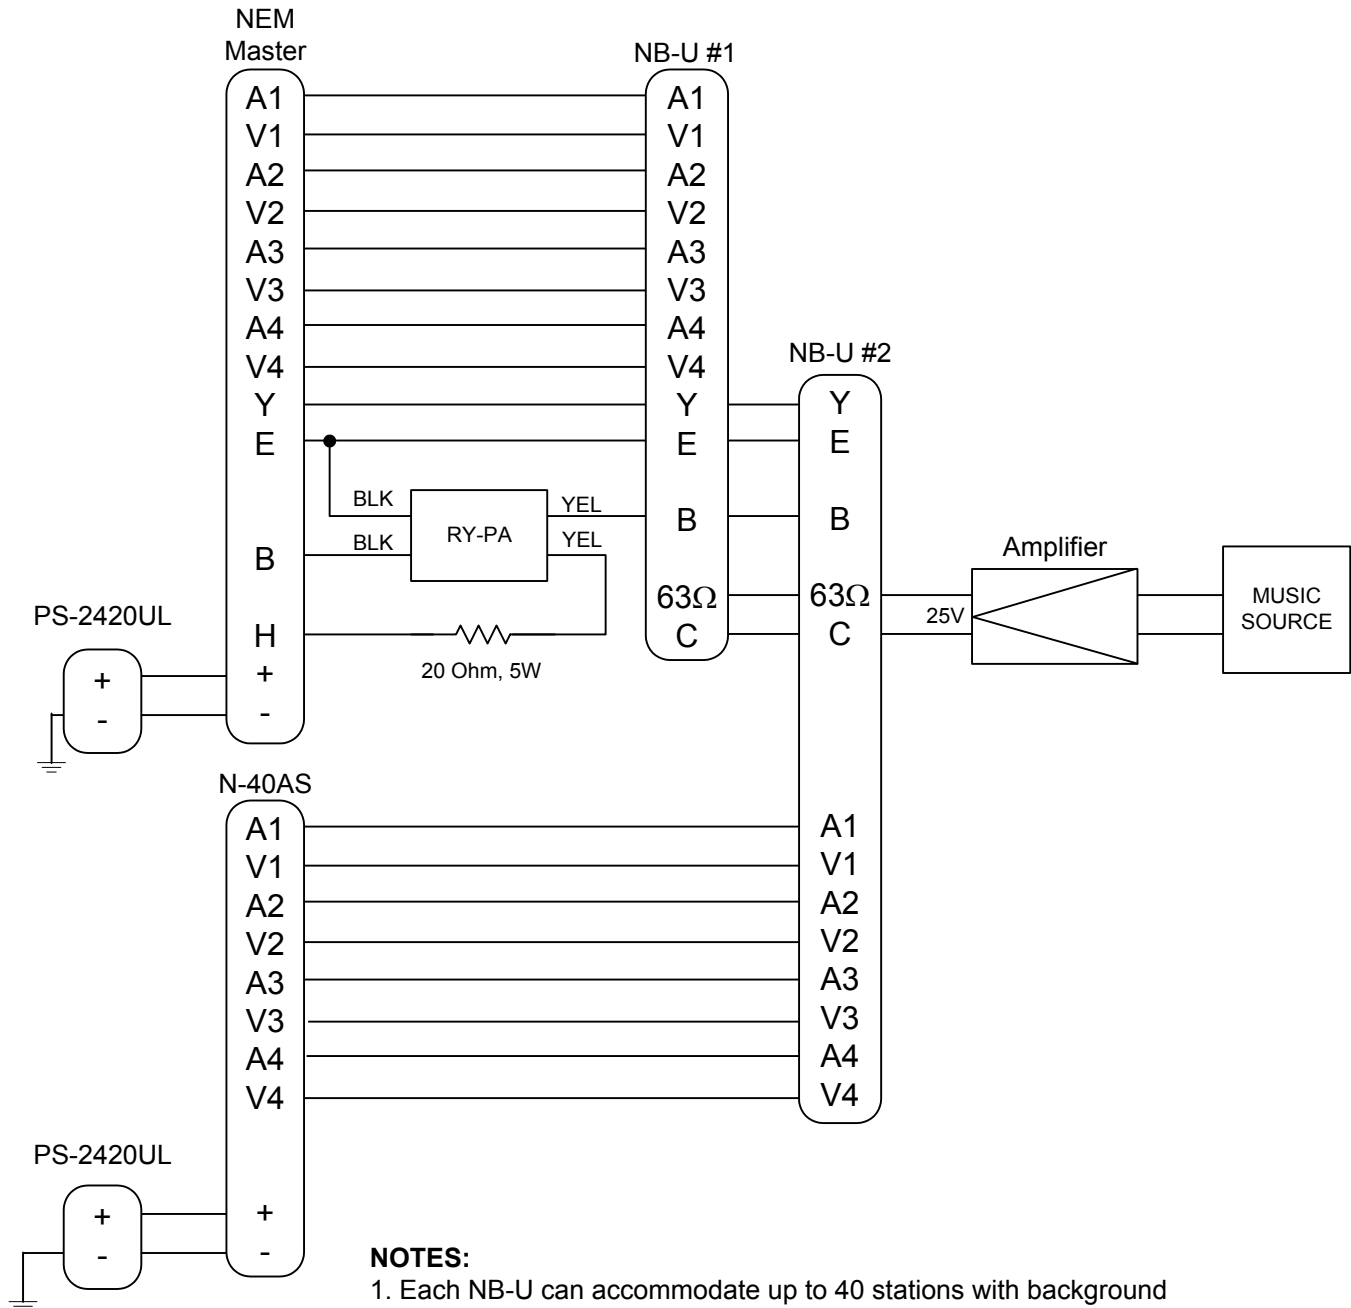 NEM
Master
NB-U #1
A1
V1
A2
V2
A3
V3
A4
V4
Y
E
B
H
+
-
A1
V1
A2
V2
A3
V3
A4
V4
Y
E
B
63Ω
C
NB-U #2
Y
E
B
63Ω
C
A1
V1
A2
V2
A3
V3
A4
V4
BLK
BLK
RY-PA
YEL
YEL
20 Ohm, 5W
25V
Amplifier
MUSIC
SOURCE
PS-2420UL
+
-
N-40AS
A1
V1
A2
V2
A3
V3
A4
V4
+
-
PS-2420UL
+
-
NOTES:
1. Each NB-U can accommodate up to 40 stations with background